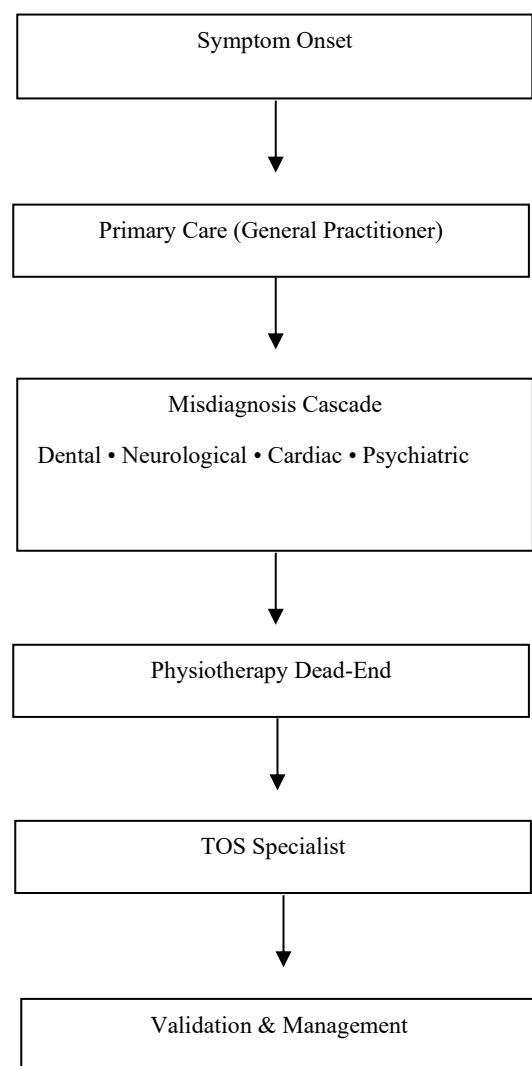 Symptom Onset
Primary Care (General Practitioner)
Misdiagnosis Cascade
Dental • Neurological • Cardiac • Psychiatric
Physiotherapy Dead-End
TOS Specialist
Validation & Management